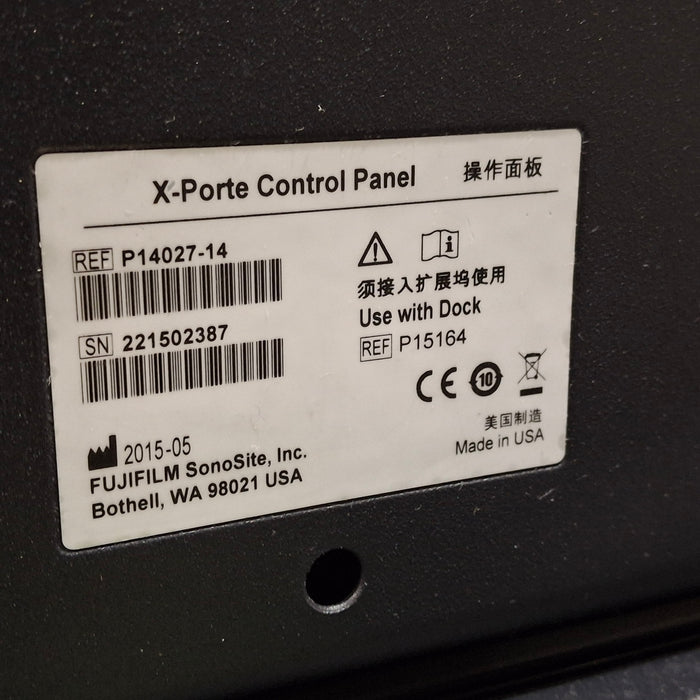 X-Porte Control Panel 操作面板
REF P14027-14
SN 221502387
2015-05
FUJIFILM SonoSite, Inc.
Bothell, WA 98021 USA
须接入扩展坞使用
Use with Dock
REF P15164
CE 10
美国制造
Made in USA